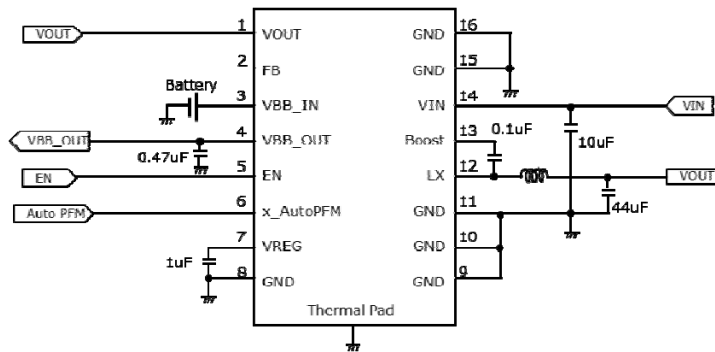 VOUT 1 VOUT GND 16
2 FB GND 15
Battery
3 VBB_IN VIN 14 VIN
VBB_OUT 4 VBB_OUT Boost 13 0.1uF 10uF
0.47uF
EN 5 EN LX 12 VOUT
Auto PFM 6 x_AutoPFM GND 11 44uF
7 VREG GND 10
1uF
8 GND GND 9
Thermal Pad